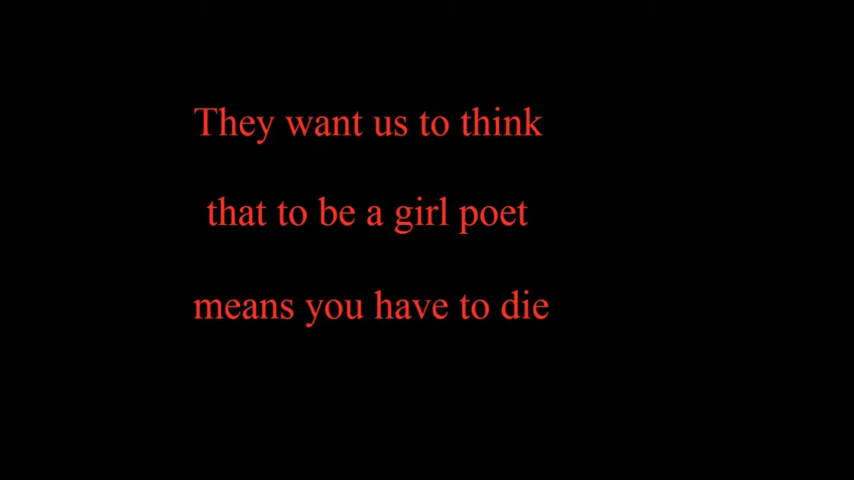 They want us to think
that to be a girl poet
means you have to die